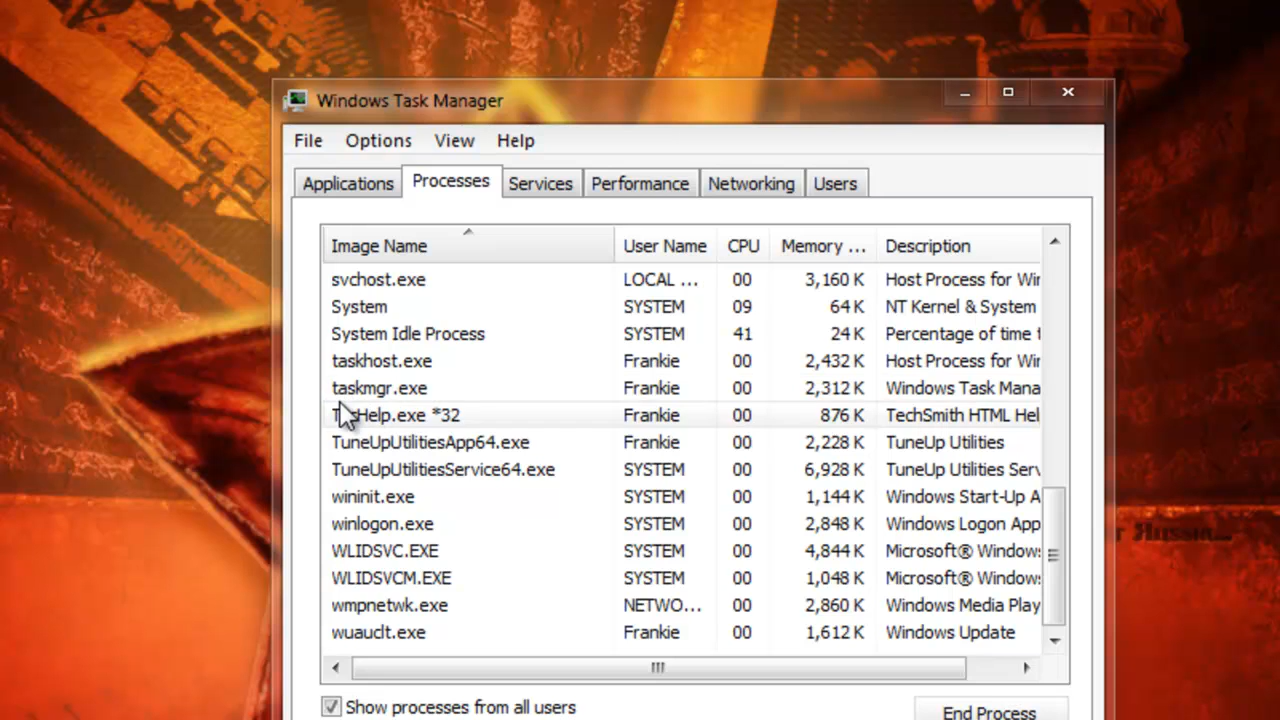 Windows Task Manager
File Options View Help
Applications Processes Services Performance Networking Users
Image Name User Name CPU Memory ... Description
svchost.exe LOCAL ... 00 3,160 K Host Process for Wir
System SYSTEM 09 64 K NT Kernel & System
System Idle Process SYSTEM 41 24 K Percentage of time t
taskhost.exe Frankie 00 2,432 K Host Process for Wir
taskmgr.exe Frankie 00 2,312 K Windows Task Mana
Help.exe *32 Frankie 00 876 K TechSmith HTML Hel
TuneUpUtilitiesApp64.exe Frankie 00 2,228 K TuneUp Utilities
TuneUpUtilitiesService64.exe SYSTEM 00 6,928 K TuneUp Utilities Serv
wininit.exe SYSTEM 00 1,144 K Windows Start-Up A
winlogon.exe SYSTEM 00 2,848 K Windows Logon App
WLIDSVC.EXE SYSTEM 00 4,844 K Microsoft® Windows
WLIDSVCM.EXE SYSTEM 00 1,048 K Microsoft® Windows
wmpnetwk.exe NETWO... 00 2,860 K Windows Media Play
wuauclt.exe Frankie 00 1,612 K Windows Update
Show processes from all users
End Process